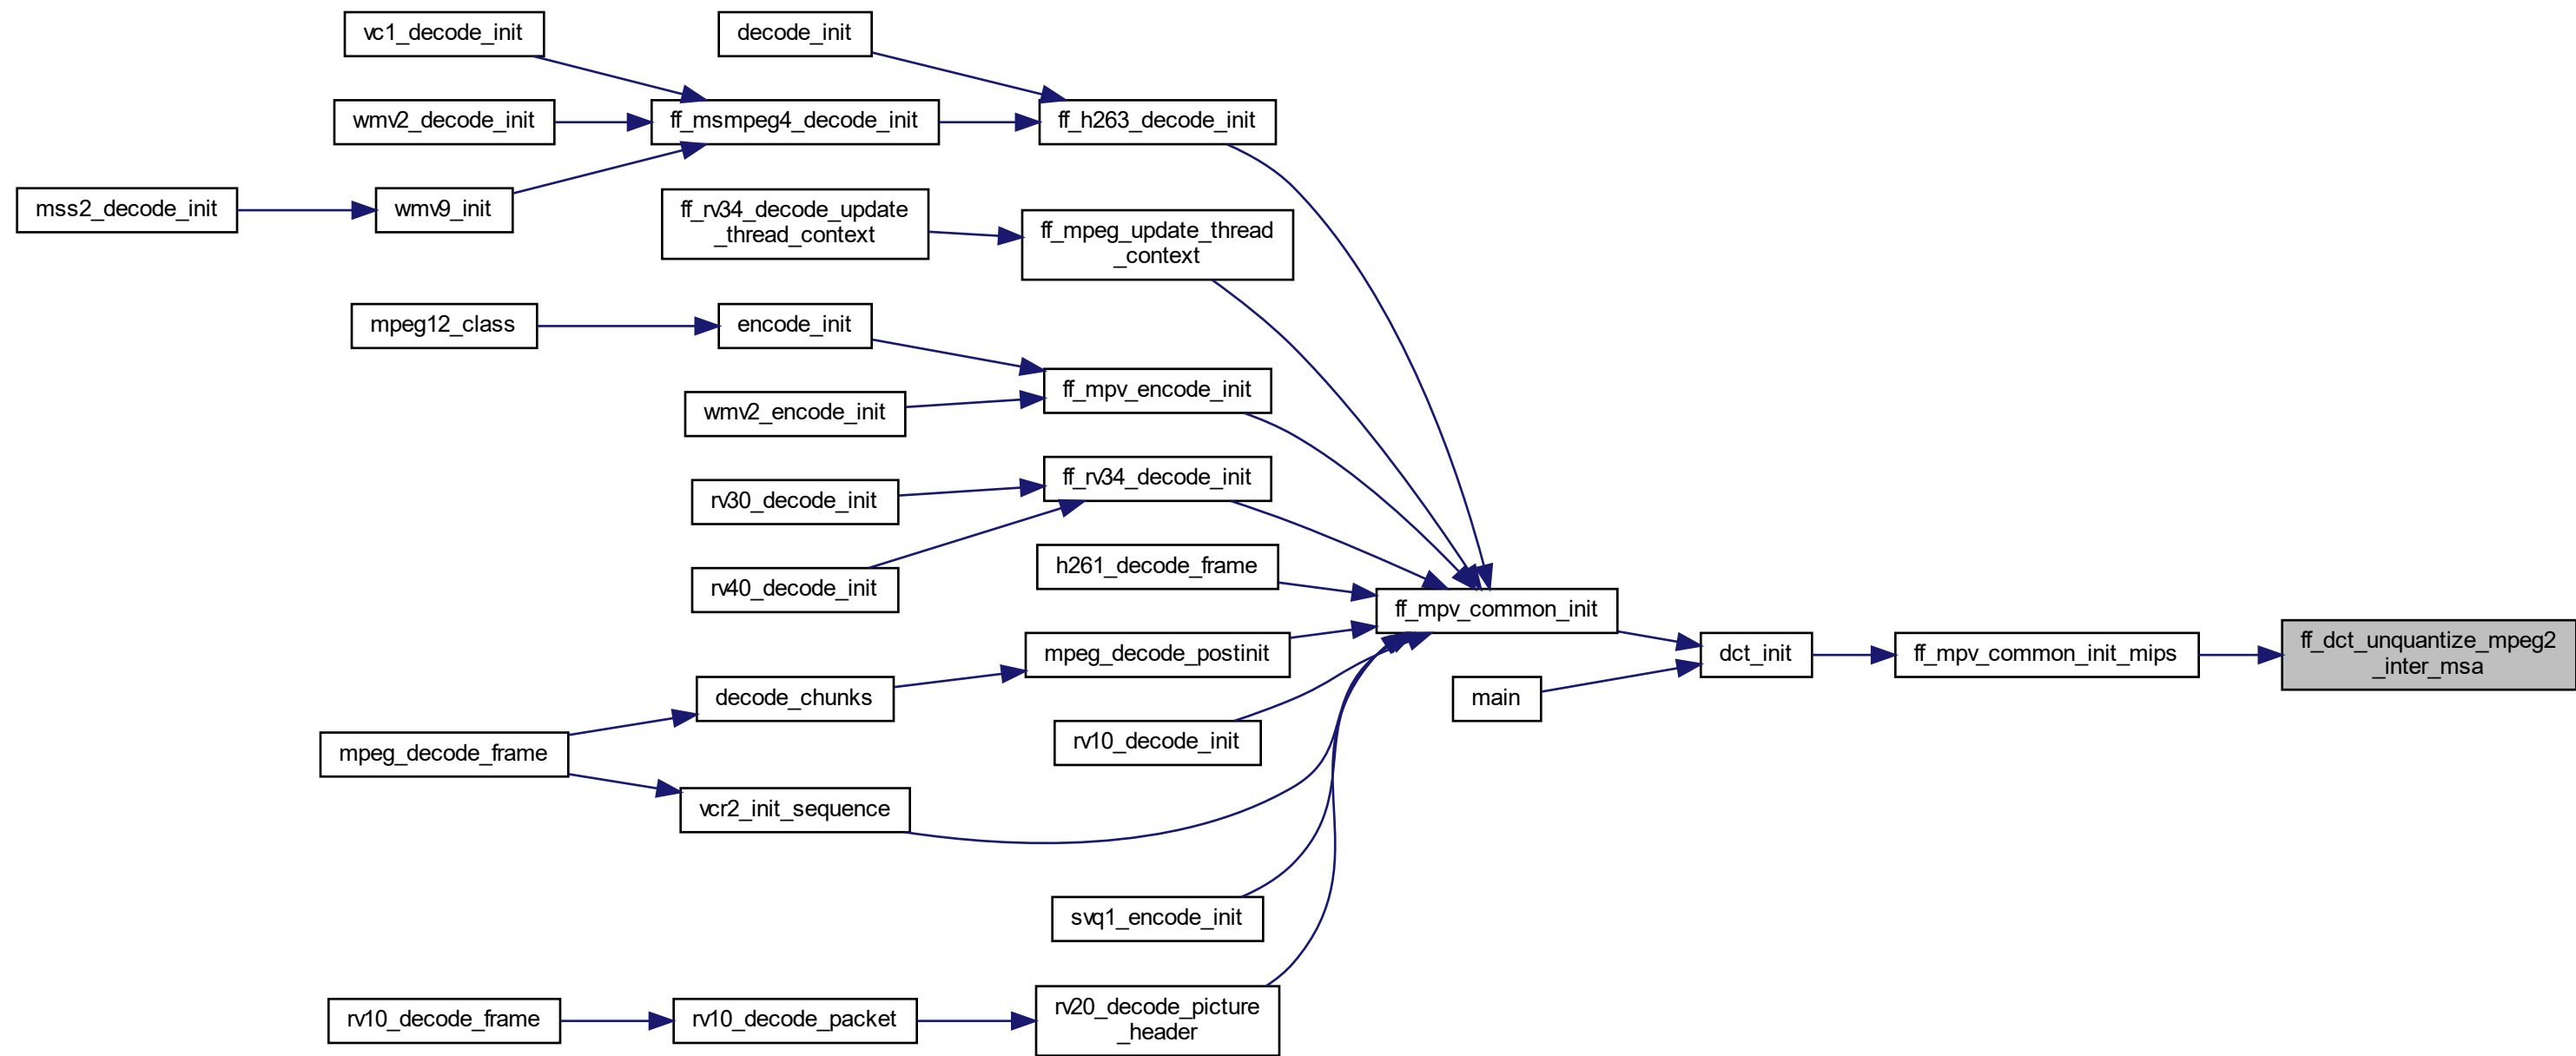 vc1_decode_init
decode_init
wmv2_decode_init
ff_msmpeg4_decode_init
ff_h263_decode_init
mss2_decode_init
wmv9_init
ff_rv34_decode_update
_thread_context
ff_mpeg_update_thread
_context
mpeg12_class
encode_init
ff_mpv_encode_init
wmv2_encode_init
ff_rv34_decode_init
rv30_decode_init
h261_decode_frame
rv40_decode_init
ff_mpv_common_init
mpeg_decode_postinit
dct_init
ff_mpv_common_init_mips
ff_dct_unquantize_mpeg2
_inter_msa
decode_chunks
main
rv10_decode_init
mpeg_decode_frame
vcr2_init_sequence
svq1_encode_init
rv10_decode_frame
rv10_decode_packet
rv20_decode_picture
_header